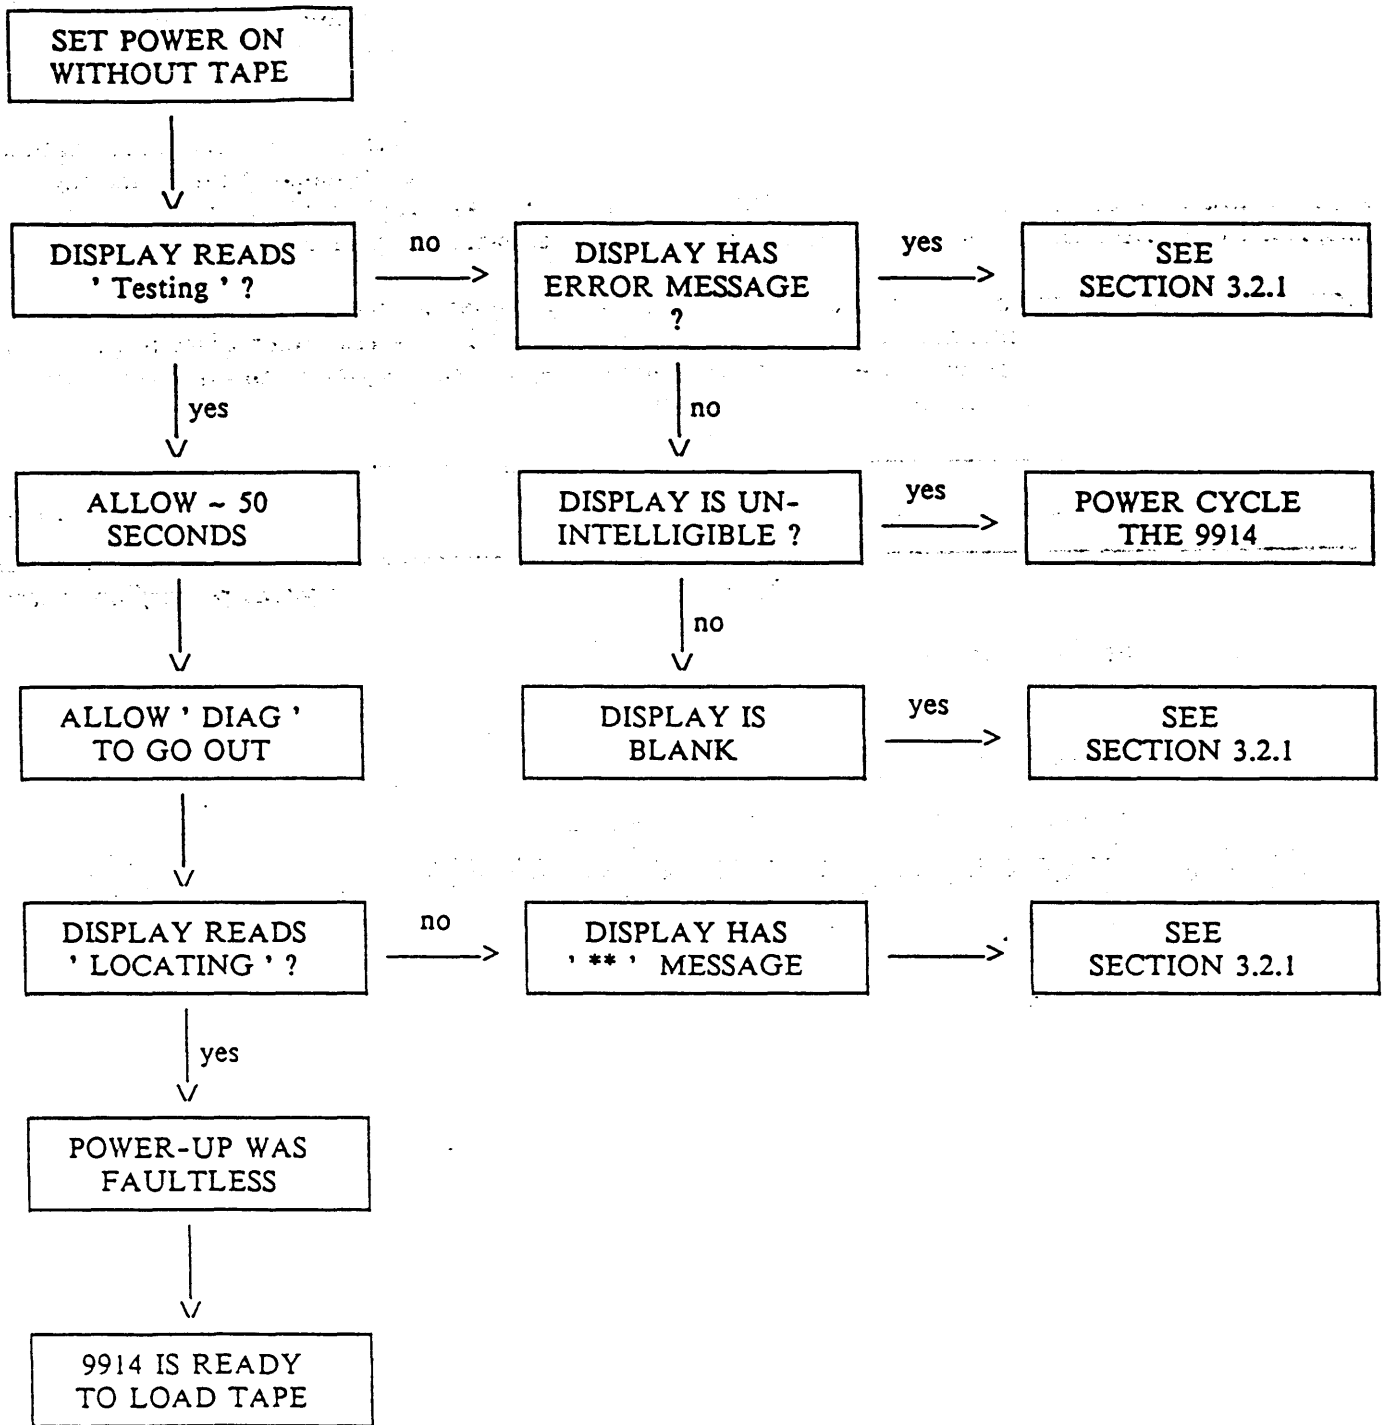 SET POWER ON
WITHOUT TAPE
DISPLAY READS
' Testing ' ?
no
DISPLAY HAS
ERROR MESSAGE
?
yes
SEE
SECTION 3.2.1
yes
no
ALLOW ~ 50
SECONDS
DISPLAY IS UN-
INTELLIGIBLE ?
yes
POWER CYCLE
THE 9914
no
ALLOW ' DIAG '
TO GO OUT
DISPLAY IS
BLANK
yes
SEE
SECTION 3.2.1
DISPLAY READS
' LOCATING ' ?
no
DISPLAY HAS
' ** ' MESSAGE
SEE
SECTION 3.2.1
yes
POWER-UP WAS
FAULTLESS
9914 IS READY
TO LOAD TAPE